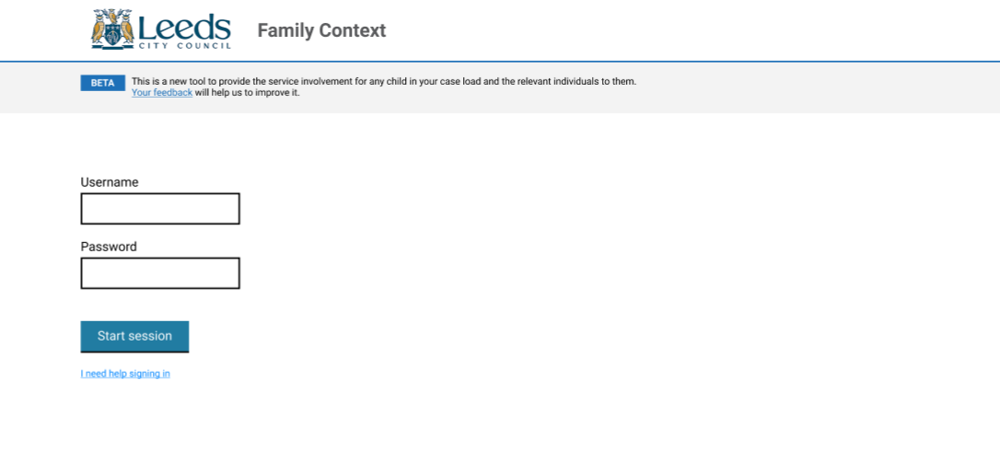 Leeds
CITY COUNCIL
Family Context
BETA
This is a new tool to provide the service involvement for any child in your case load and the relevant individuals to them.
Your feedback will help us to improve it.
Username
Password
Start session
I need help signing in